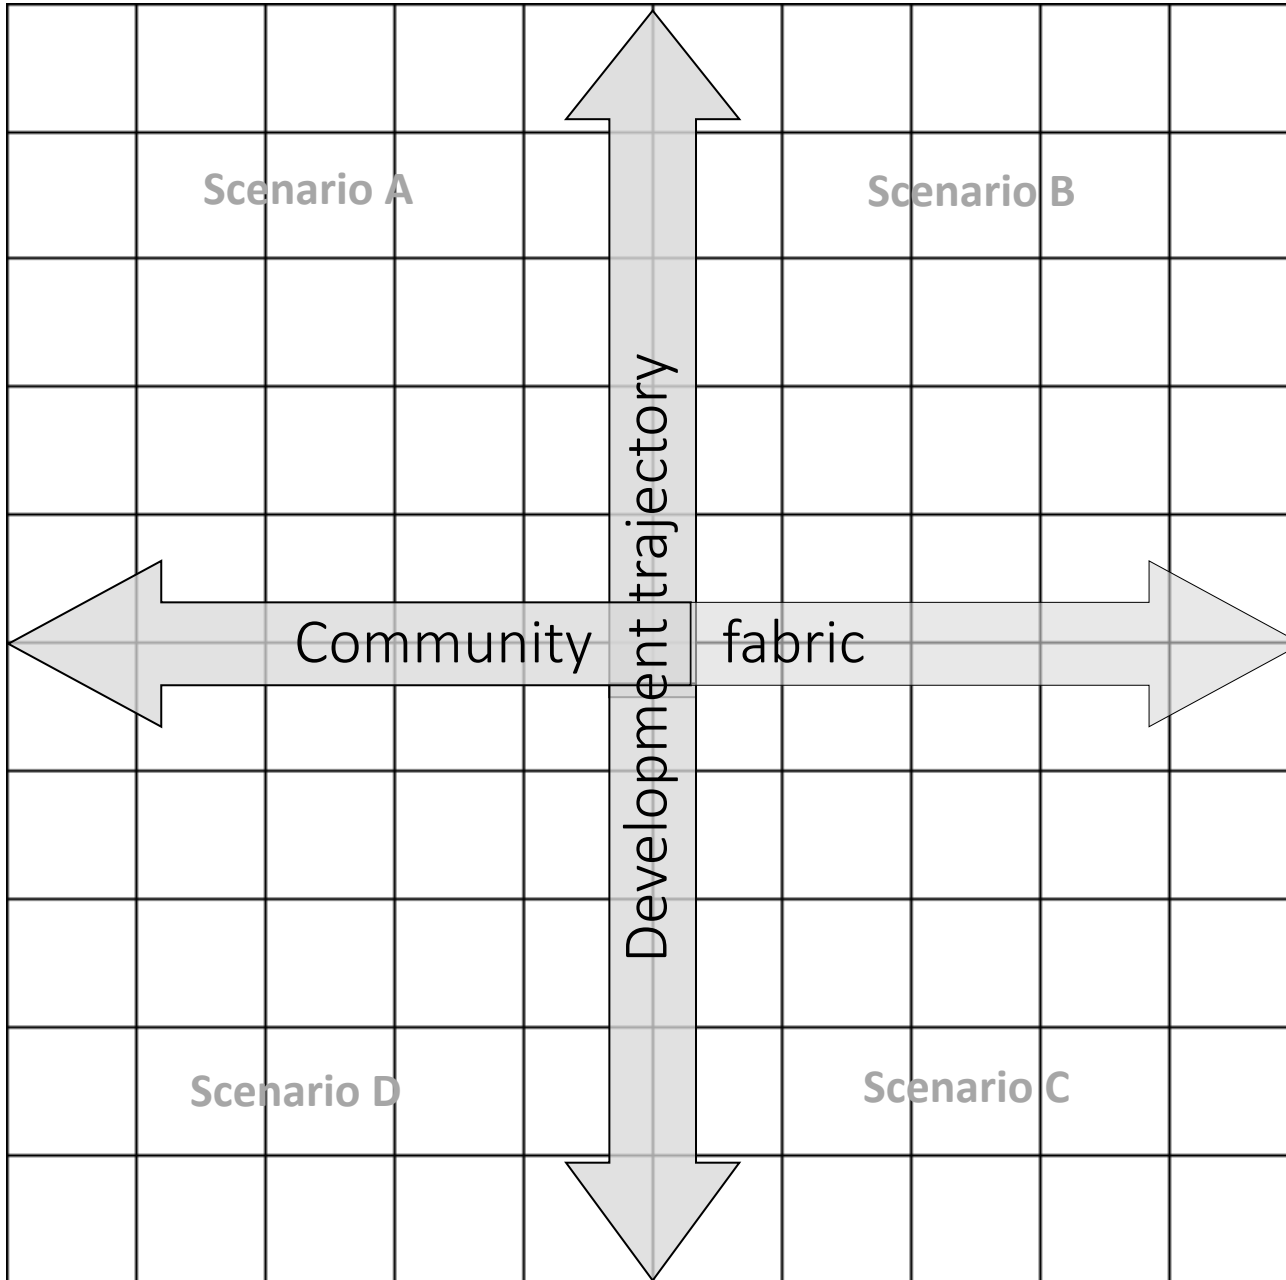 Scenario A
Scenario B
Development trajectory
Community fabric
Scenario D
Scenario C